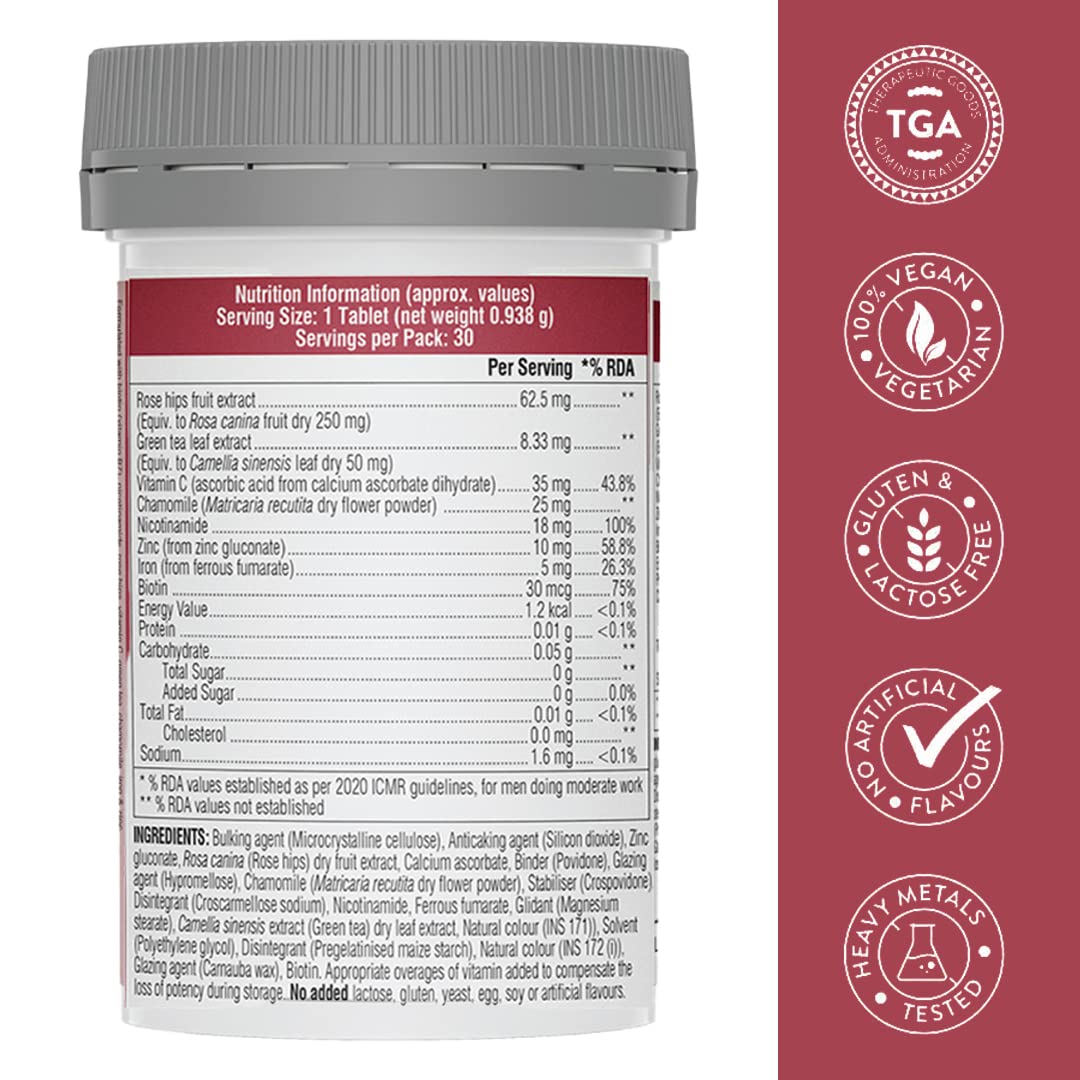 Nutrition Information (approx. values)
Serving Size: 1 Tablet (net weight 0.938 g)
Servings per Pack: 30
Per Serving *% RDA
Rose hips fruit extract 62.5 mg **
(Equiv. to Rosa canina fruit dry 250 mg)
Green tea leaf extract 8.33 mg **
(Equiv. to Camellia sinensis leaf dry 50 mg)
Vitamin C (ascorbic acid from calcium ascorbate dihydrate) 35 mg 43.8%
Chamomile (Matricaria recutita dry flower powder) 25 mg **
Nicotinamide 18 mg 100%
Zinc (from zinc gluconate) 10 mg 58.8%
Iron (from ferrous fumarate) 5 mg 26.3%
Biotin 30 mcg 75%
Energy Value 1.2 kcal <0.1%
Protein 0.01 g <0.1%
Carbohydrate 0.05 g **
Total Sugar 0 g **
Added Sugar 0 g 0.0%
Total Fat 0.01 g <0.1%
Cholesterol 0.0 mg **
Sodium 1.6 mg <0.1%
* % RDA values established as per 2020 ICMR guidelines, for men doing moderate work
** % RDA values not established
INGREDIENTS: Bulking agent (Microcrystalline cellulose), Anticaking agent (Silicon dioxide), Zinc
gluconate, Rosa canina (Rose hips) dry fruit extract, Calcium ascorbate, Binder (Povidone), Glazing
agent (Hypromellose), Chamomile (Matricaria recutita dry flower powder), Stabiliser (Crospovidone),
Disintegrant (Croscarmellose sodium), Nicotinamide, Ferrous fumarate, Glidant (Magnesium
stearate), Camellia sinensis extract (Green tea) dry leaf extract, Natural colour (INS 171)), Solvent
(Polyethylene glycol), Disintegrant (Pregelatinised maize starch), Natural colour (INS 172 (i)),
Glazing agent (Carnauba wax), Biotin. Appropriate overages of vitamin added to compensate the
loss of potency during storage. No added lactose, gluten, yeast, egg, soy or artificial flavours.
THERAPEUTIC GOODS
TGA
ADMINISTRATION
100% VEGAN
VEGETARIAN
GLUTEN &
LACTOSE FREE
NO ARTIFICIAL
FLAVOURS
HEAVY METALS
TESTED